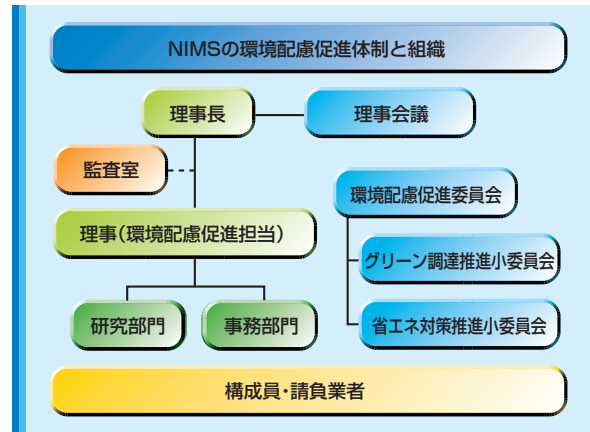 NIMSの環境配慮促進体制と組織
理事長
理事会議
監査室
環境配慮促進委員会
理事(環境配慮促進担当)
グリーン調達推進小委員会
研究部門
事務部門
省エネ対策推進小委員会
構成員・請負業者